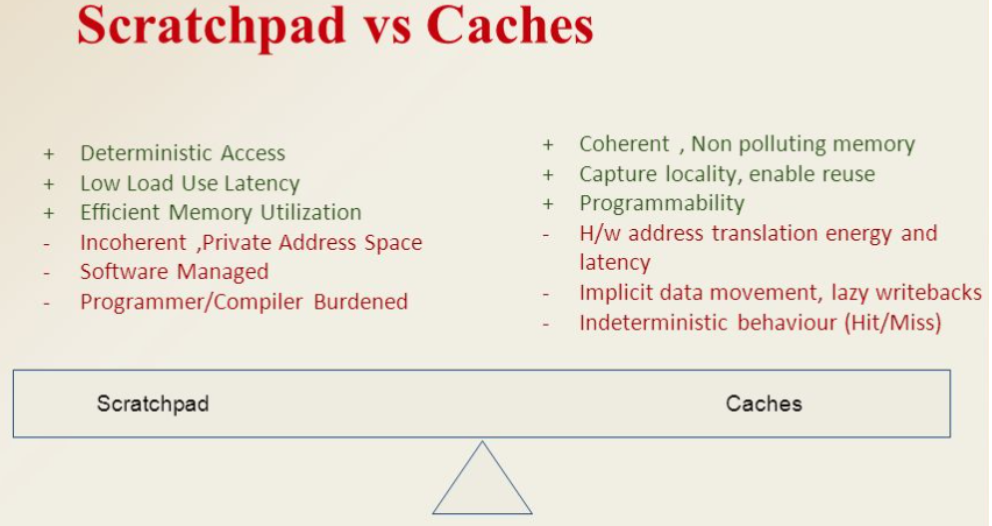 Scratchpad vs Caches
+ Deterministic Access
+ Low Load Use Latency
+ Efficient Memory Utilization
- Incoherent ,Private Address Space
- Software Managed
- Programmer/Compiler Burdened
+ Coherent , Non polluting memory
+ Capture locality, enable reuse
+ Programmability
- H/w address translation energy and
latency
- Implicit data movement, lazy writebacks
- Indeterministic behaviour (Hit/Miss)
Scratchpad
Caches